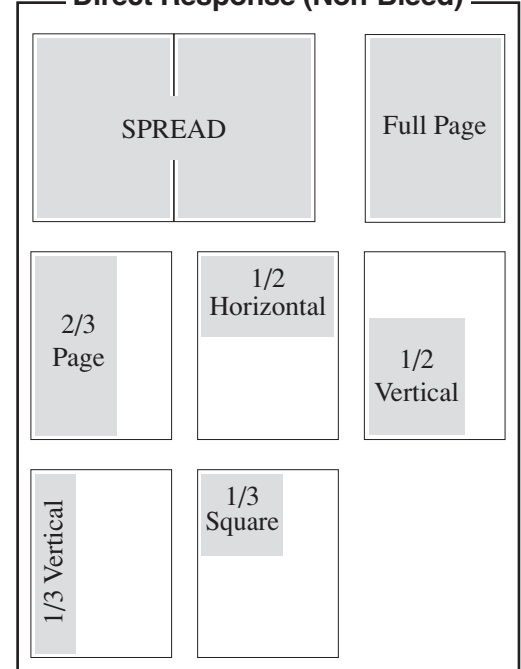 Direct Response (Non-Bleed)
SPREAD
Full Page
2/3
Page
1/2
Horizontal
1/2
Vertical
1/3 Vertical
1/3
Square